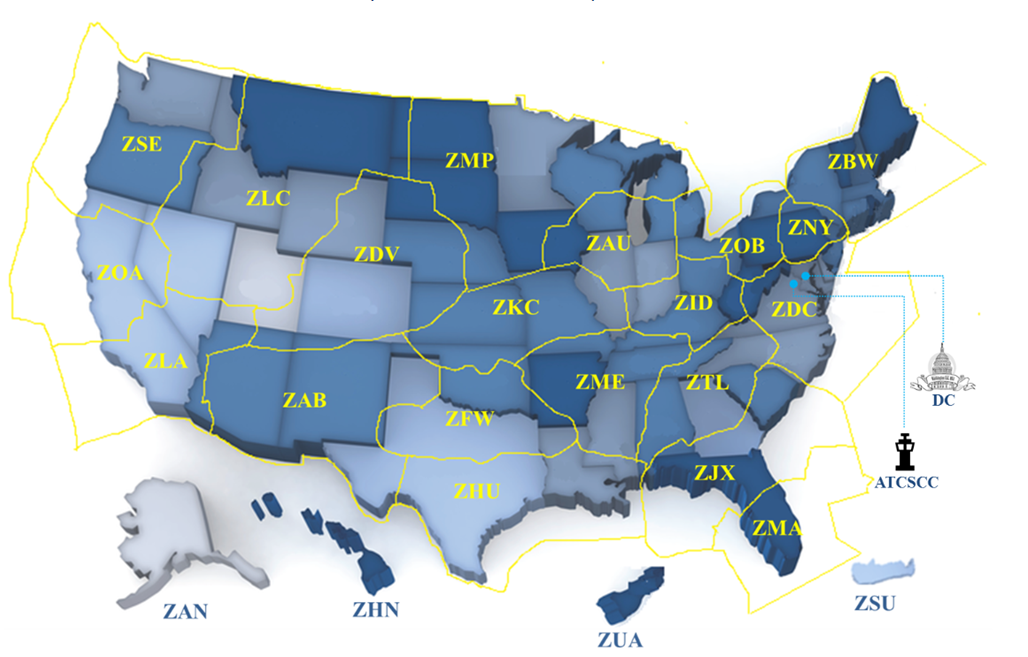 ZSE
ZMP
ZBW
ZLC
ZNY
ZDV
ZAU
ZOB
ZOA
ZKC
ZID
ZDC
ZLA
ZAB
ZME
ZTL
ZFW
DC
ZHU
ZJX
ATCSCC
ZMA
ZAN
ZHN
ZUA
ZSU